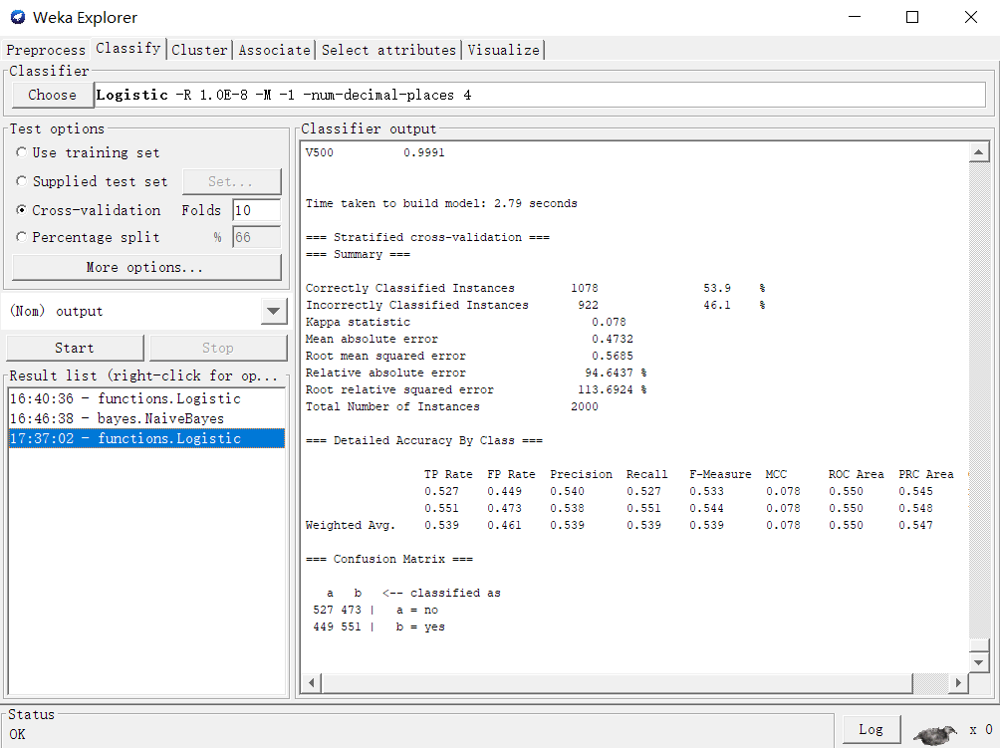 Weka Explorer
Preprocess Classify Cluster Associate Select attributes Visualize
Classifier
Choose Logistic -R 1.0E-8 -M -1 -num-decimal-places 4
Test options
Use training set
Supplied test set Set...
Cross-validation Folds 10
Percentage split % 66
More options...
(Nom) output
Start Stop
Result list (right-click for op...
16:40:36 - functions.Logistic
16:46:38 - bayes.NaiveBayes
17:37:02 - functions.Logistic
Classifier output
V500 0.9991
Time taken to build model: 2.79 seconds
=== Stratified cross-validation ===
=== Summary ===
Correctly Classified Instances 1078 53.9 %
Incorrectly Classified Instances 922 46.1 %
Kappa statistic 0.078
Mean absolute error 0.4732
Root mean squared error 0.5685
Relative absolute error 94.6437 %
Root relative squared error 113.6924 %
Total Number of Instances 2000
=== Detailed Accuracy By Class ===
TP Rate FP Rate Precision Recall F-Measure MCC ROC Area PRC Area
0.527 0.449 0.540 0.527 0.533 0.078 0.550 0.545
0.551 0.473 0.538 0.551 0.544 0.078 0.550 0.548
Weighted Avg. 0.539 0.461 0.539 0.539 0.539 0.078 0.550 0.547
=== Confusion Matrix ===
a b <-- classified as
527 473 | a = no
449 551 | b = yes
Status
OK
Log x 0